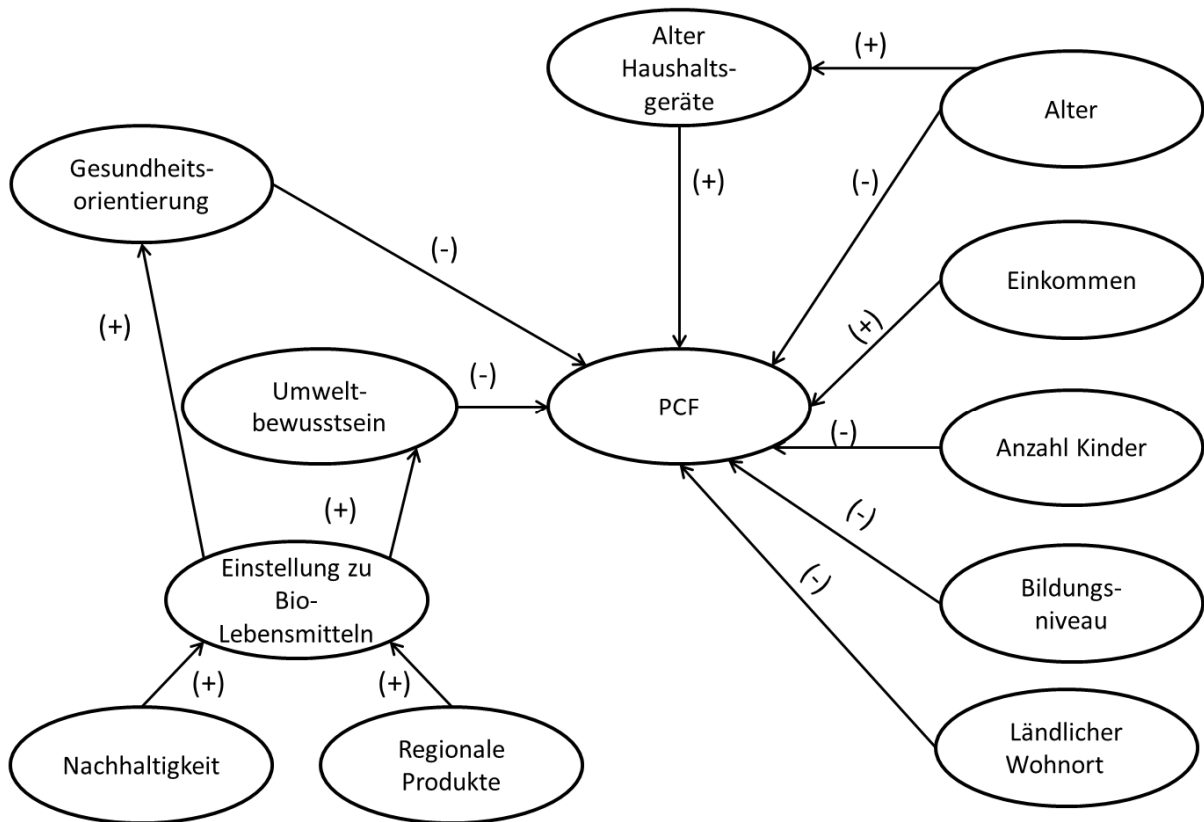 Alter
Haushalts-
geräte
(+)
Alter
Gesundheits-
orientierung
(+)
(-)
(-)
Einkommen
(+)
(+)
Umwelt-
bewusstsein
(-)
PCF
(-)
Anzahl Kinder
(+)
(-)
Einstellung zu
Bio-
Lebensmitteln
(-)
Bildungs-
niveau
(+)
(+)
Nachhaltigkeit
Regionale
Produkte
Ländlicher
Wohnort